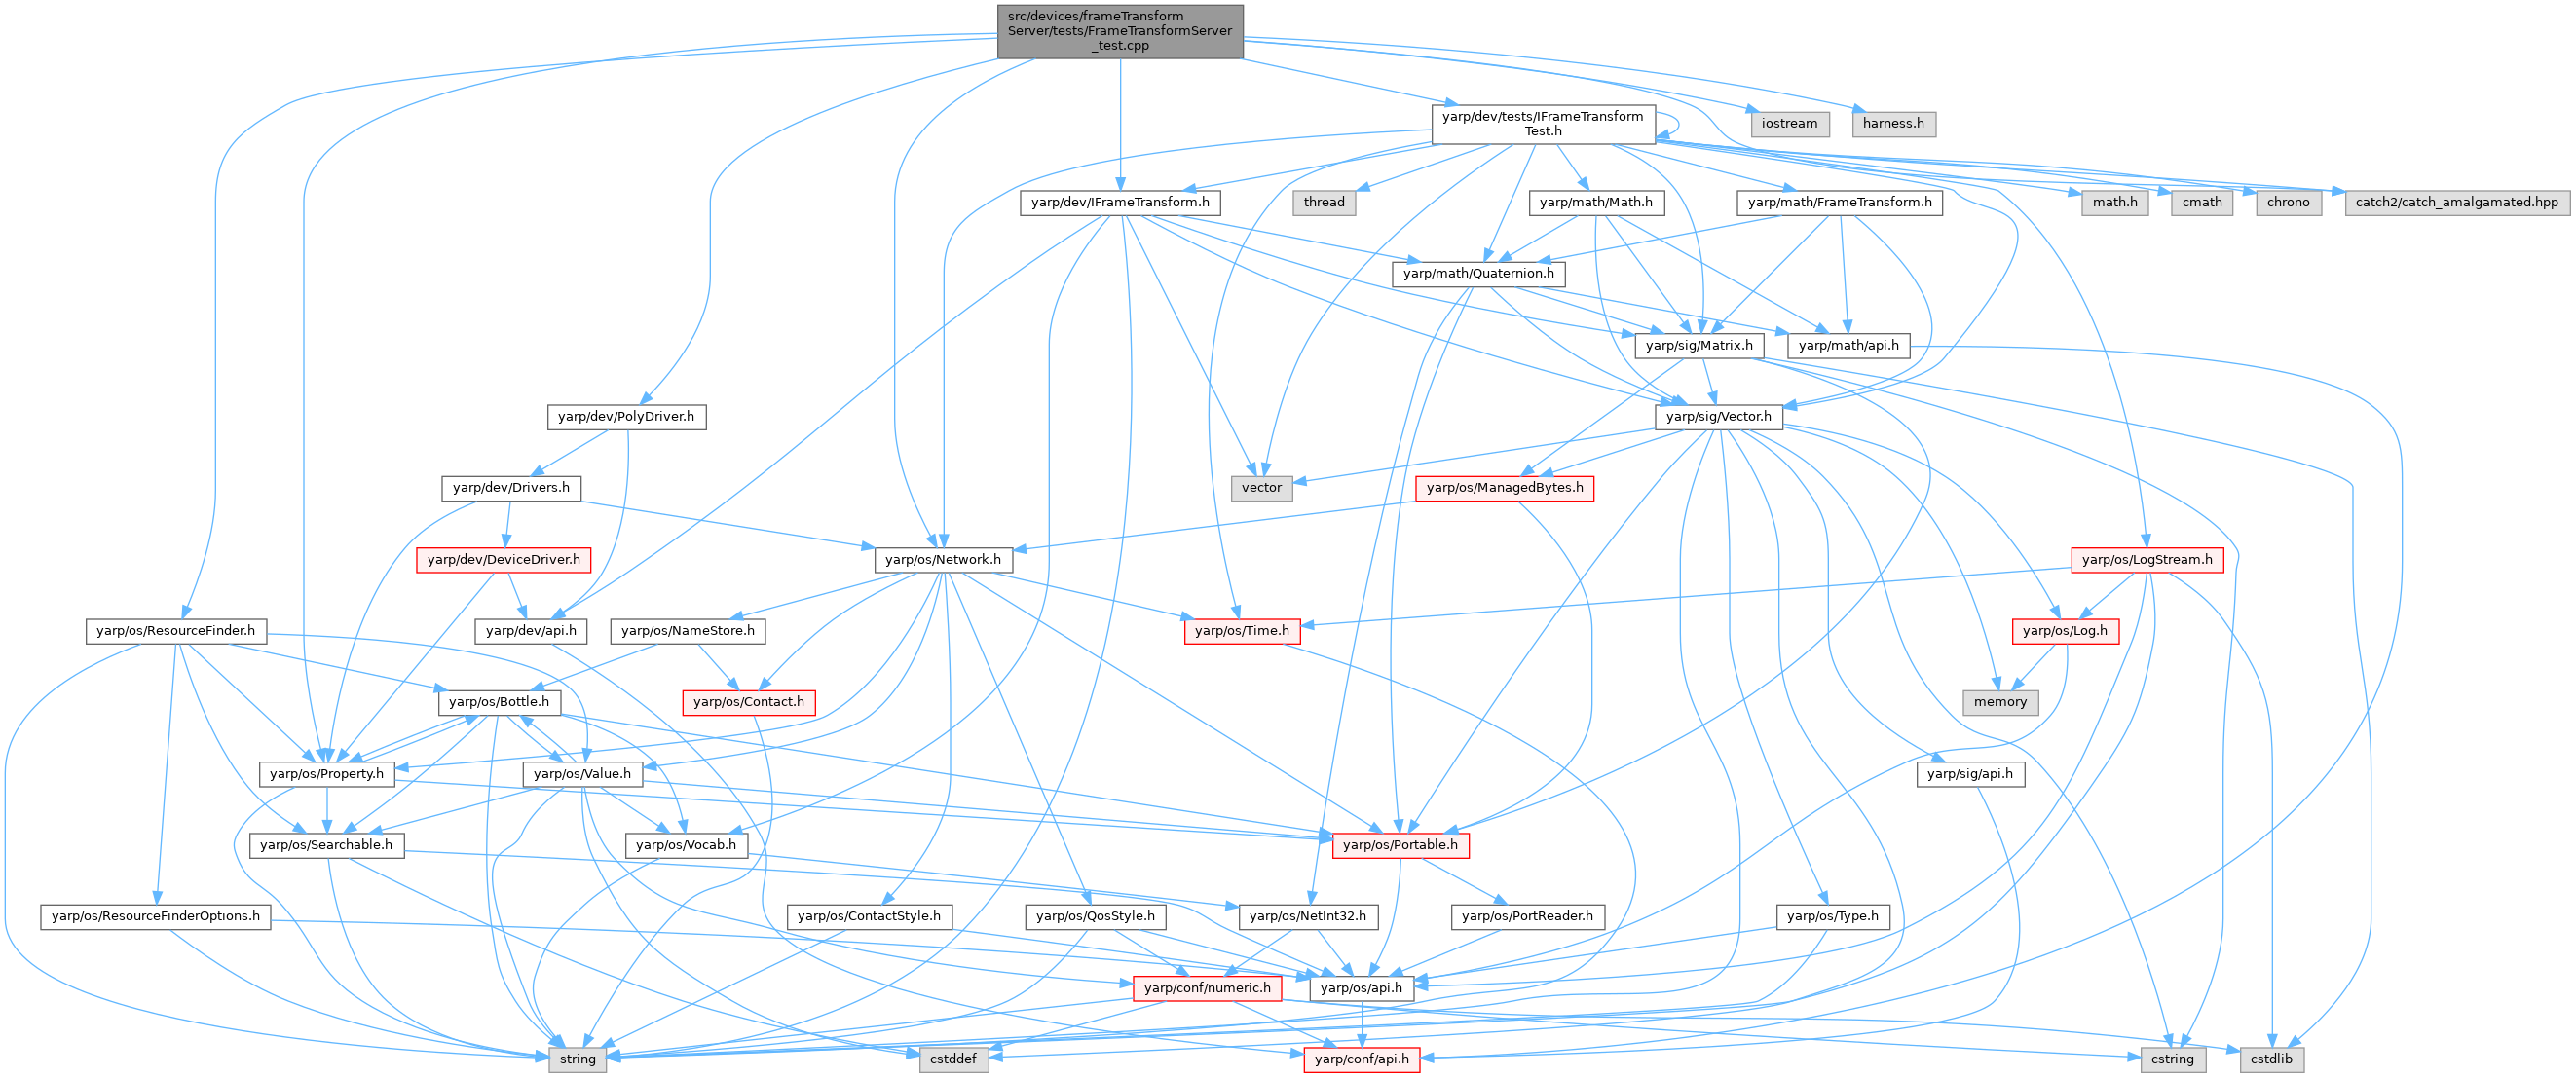 src/devices/frameTransform
Server/tests/FrameTransformServer
_test.cpp
yarp/dev/tests/IFrameTransform
Test.h
iostream
harness.h
yarp/dev/IFrameTransform.h
thread
yarp/math/Math.h
yarp/math/FrameTransform.h
math.h
cmath
chrono
catch2/catch_amalgamated.hpp
yarp/math/Quaternion.h
yarp/sig/Matrix.h
yarp/math/api.h
yarp/dev/PolyDriver.h
yarp/sig/Vector.h
yarp/dev/Drivers.h
vector
yarp/os/ManagedBytes.h
yarp/dev/DeviceDriver.h
yarp/os/Network.h
yarp/os/LogStream.h
yarp/os/ResourceFinder.h
yarp/dev/api.h
yarp/os/NameStore.h
yarp/os/Time.h
yarp/os/Log.h
yarp/os/Bottle.h
yarp/os/Contact.h
memory
yarp/os/Property.h
yarp/os/Value.h
yarp/sig/api.h
yarp/os/Searchable.h
yarp/os/Vocab.h
yarp/os/Portable.h
yarp/os/ResourceFinderOptions.h
yarp/os/ContactStyle.h
yarp/os/QosStyle.h
yarp/os/NetInt32.h
yarp/os/PortReader.h
yarp/os/Type.h
yarp/conf/numeric.h
yarp/os/api.h
string
cstddef
yarp/conf/api.h
cstring
cstdlib